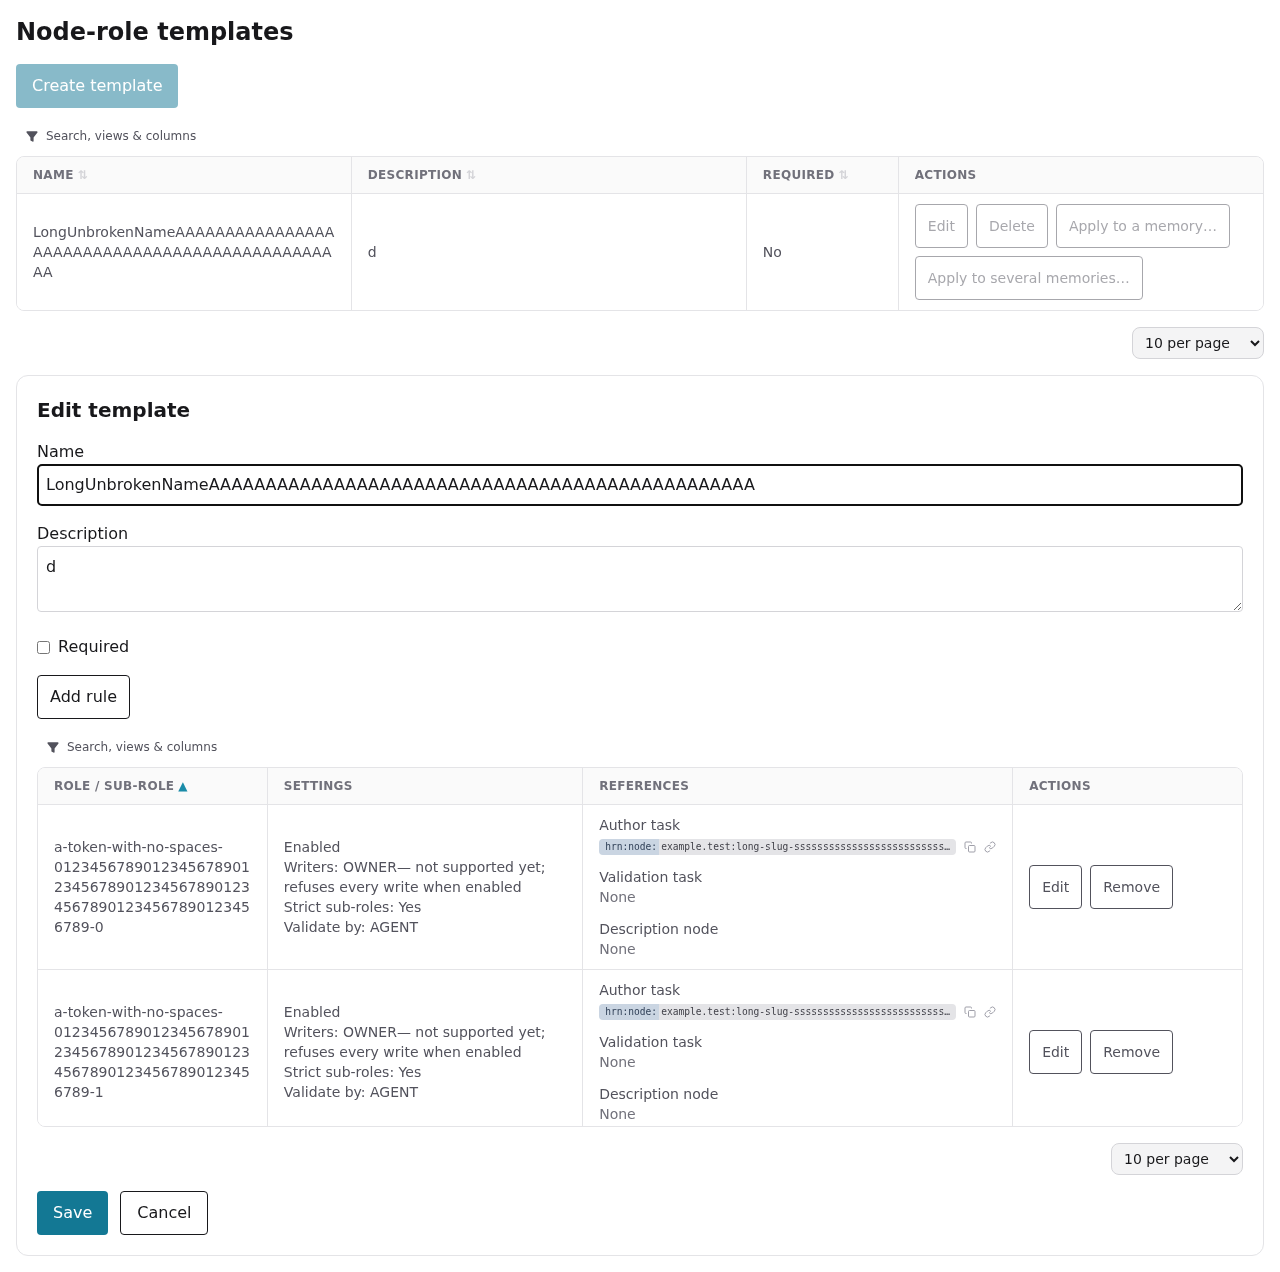 Node-role templates
Create template
Search, views & columns
NAME ⇅ DESCRIPTION ⇅ REQUIRED ⇅ ACTIONS
LongUnbrokenNameAAAAAAAAAAAAAAAA
AAAAAAAAAAAAAAAAAAAAAAAAAAAAAA
AA
d
No
Edit Delete Apply to a memory…
Apply to several memories…
10 per page
Edit template
Name
LongUnbrokenNameAAAAAAAAAAAAAAAAAAAAAAAAAAAAAAAAAAAAAAAAAAAAAAAA
Description
d
Required
Add rule
Search, views & columns
ROLE / SUB-ROLE ▲ SETTINGS REFERENCES ACTIONS
a-token-with-no-spaces-
0123456789012345678901
2345678901234567890123
4567890123456789012345
6789-0
Enabled
Writers: OWNER— not supported yet;
refuses every write when enabled
Strict sub-roles: Yes
Validate by: AGENT
Author task
hrn:node: example.test:long-slug-ssssssssssssssssssssssssss…
Validation task
None
Description node
None
Edit Remove
a-token-with-no-spaces-
0123456789012345678901
2345678901234567890123
4567890123456789012345
6789-1
Enabled
Writers: OWNER— not supported yet;
refuses every write when enabled
Strict sub-roles: Yes
Validate by: AGENT
Author task
hrn:node: example.test:long-slug-ssssssssssssssssssssssssss…
Validation task
None
Description node
None
Edit Remove
10 per page
Save Cancel